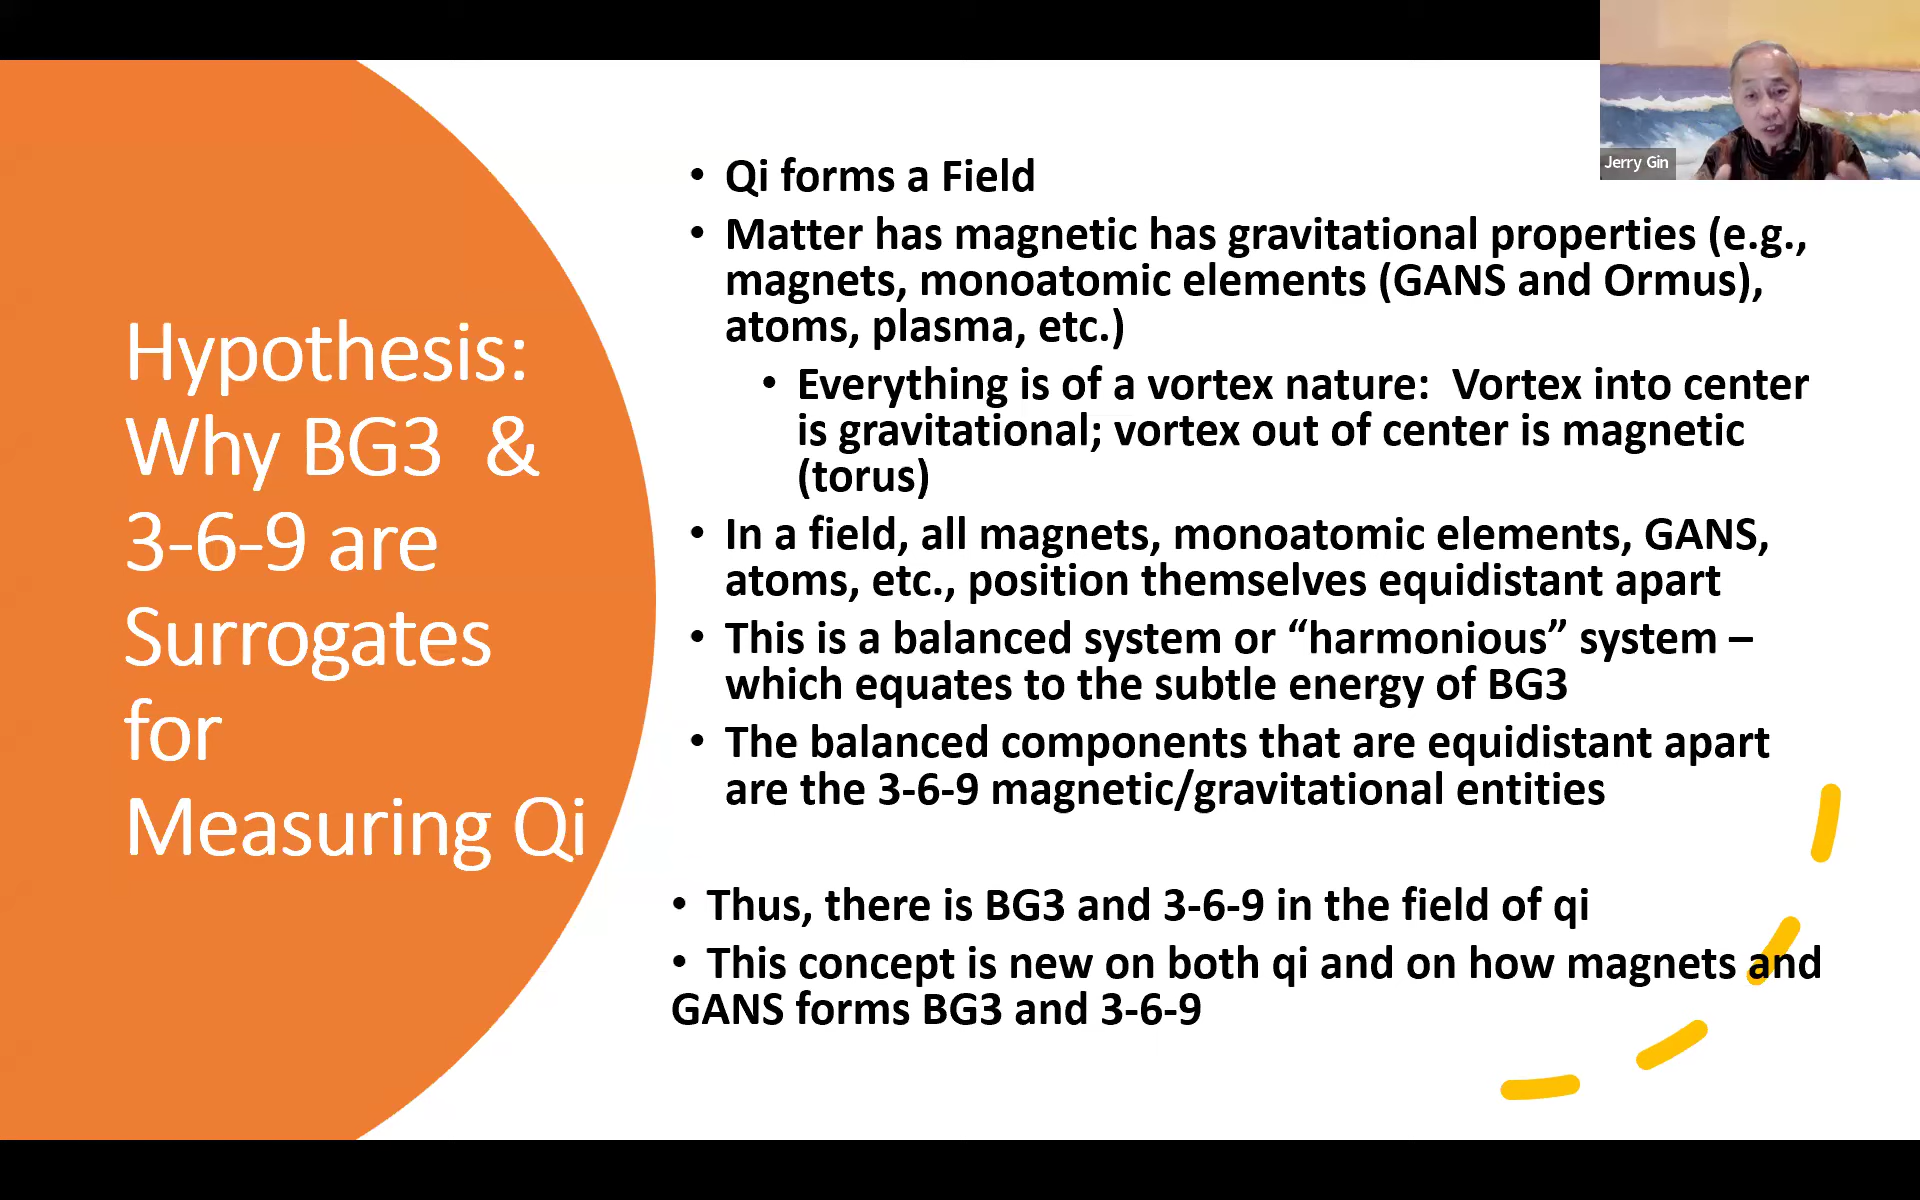 Hypothesis:
Why BG3 &
3-6-9 are
Surrogates
for
Measuring Qi
• Qi forms a Field
• Matter has magnetic has gravitational properties (e.g.,
magnets, monoatomic elements (GANS and Ormus),
atoms, plasma, etc.)
• Everything is of a vortex nature: Vortex into center
is gravitational; vortex out of center is magnetic
(torus)
• In a field, all magnets, monoatomic elements, GANS,
atoms, etc., position themselves equidistant apart
• This is a balanced system or “harmonious” system –
which equates to the subtle energy of BG3
• The balanced components that are equidistant apart
are the 3-6-9 magnetic/gravitational entities
• Thus, there is BG3 and 3-6-9 in the field of qi
• This concept is new on both qi and on how magnets and
GANS forms BG3 and 3-6-9
Jerry Gin